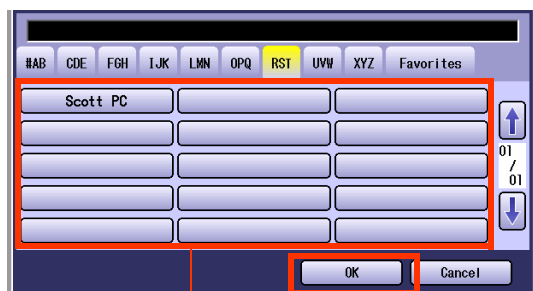 #AB CDE FGH IJK LMN OPQ RST UVW XYZ Favorites
Scott PC
01
/
01
OK Cancel